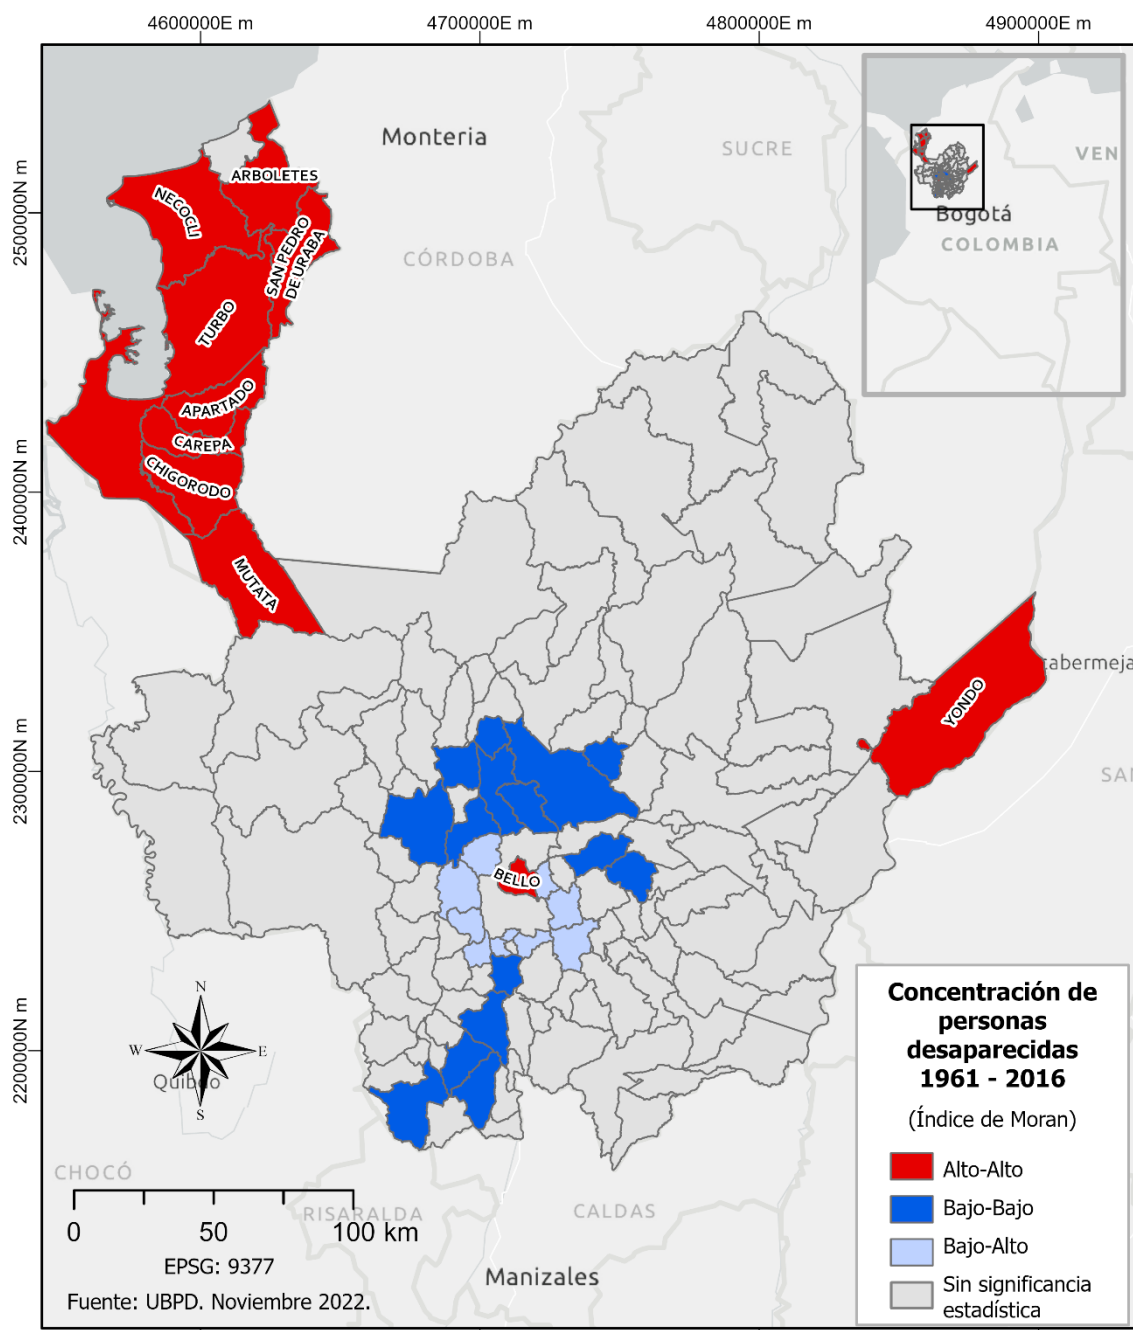 4600000E m
4700000E m
4800000E m
4900000E m
2500000N m
2400000N m
2300000N m
2200000N m
Monteria
SUCRE
CÓRDOBA
VEN
Bogotá
COLOMBIA
ARBOLETES
NECOCLI
SAN PEDRO
DE URABA
TURBO
APARTADO
CAREPA
CHIGORODO
MUTATA
YONDO
tabermeja
SAN
BELLO
N
W
E
S
Quibdo
CHOCÓ
RISARALDA
CALDAS
Manizales
0
50
100 km
EPSG: 9377
Fuente: UBPD. Noviembre 2022.
Concentración de
personas
desaparecidas
1961 - 2016
(Índice de Moran)
Alto-Alto
Bajo-Bajo
Bajo-Alto
Sin significancia
estadística